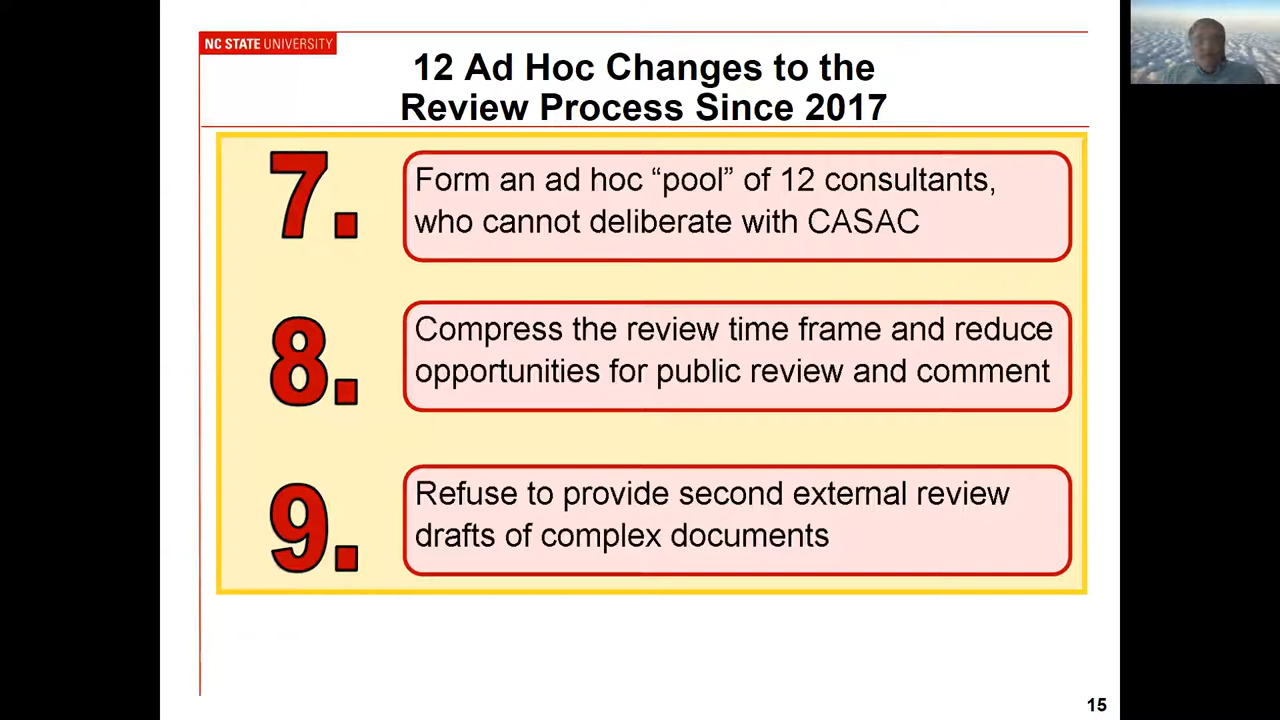 NC STATE UNIVERSITY
12 Ad Hoc Changes to the
Review Process Since 2017
7.
Form an ad hoc “pool” of 12 consultants,
who cannot deliberate with CASAC
8.
Compress the review time frame and reduce
opportunities for public review and comment
9.
Refuse to provide second external review
drafts of complex documents
15